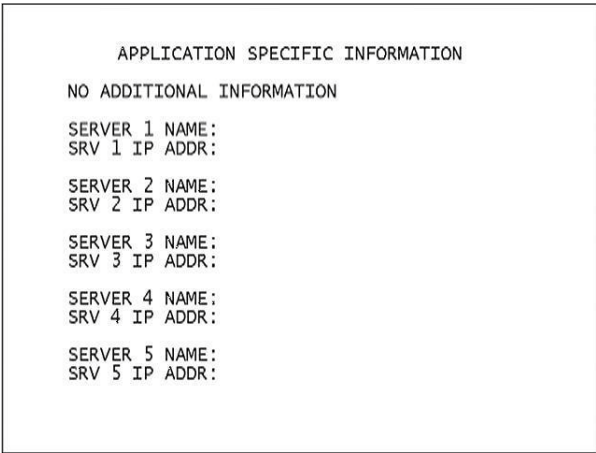 APPLICATION SPECIFIC INFORMATION
NO ADDITIONAL INFORMATION
SERVER 1 NAME:
SRV 1 IP ADDR:
SERVER 2 NAME:
SRV 2 IP ADDR:
SERVER 3 NAME:
SRV 3 IP ADDR:
SERVER 4 NAME:
SRV 4 IP ADDR:
SERVER 5 NAME:
SRV 5 IP ADDR: